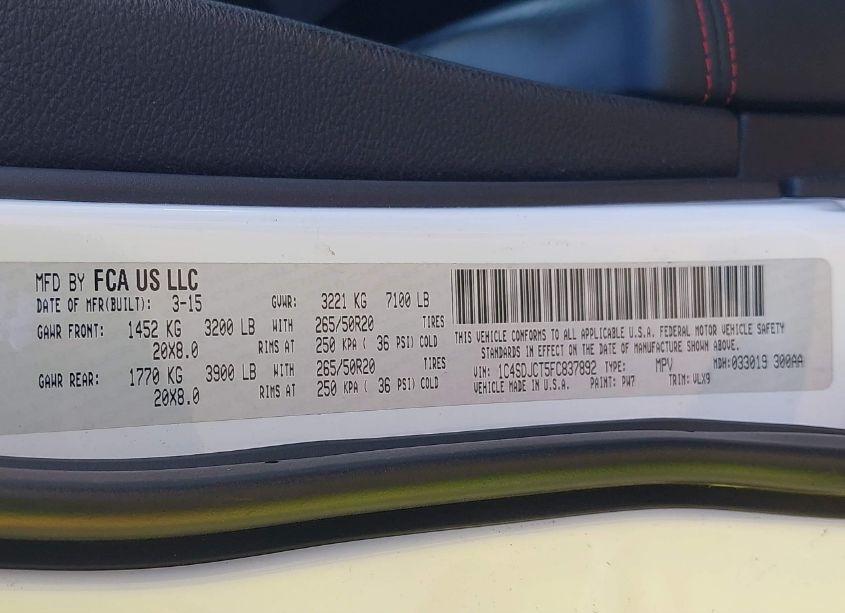 MFD BY FCA US LLC
DATE OF MFR(BUILT): 3-15 GVWR: 3221 KG 7100 LB
GAWR FRONT: 1452 KG 3200 LB WITH 265/50R20 TIRES
20X8.0 RIMS AT 250 KPA ( 36 PSI) COLD
GAWR REAR: 1770 KG 3900 LB WITH 265/50R20 TIRES
20X8.0 RIMS AT 250 KPA ( 36 PSI) COLD
THIS VEHICLE CONFORMS TO ALL APPLICABLE U.S.A. FEDERAL MOTOR VEHICLE SAFETY
STANDARDS IN EFFECT ON THE DATE OF MANUFACTURE SHOWN ABOVE.
VIN: 1C4SDJCT5FC837892 TYPE: MPV MDH:033019 300AA
VEHICLE MADE IN U.S.A. PAINT: PW7 TRIM: VLX9